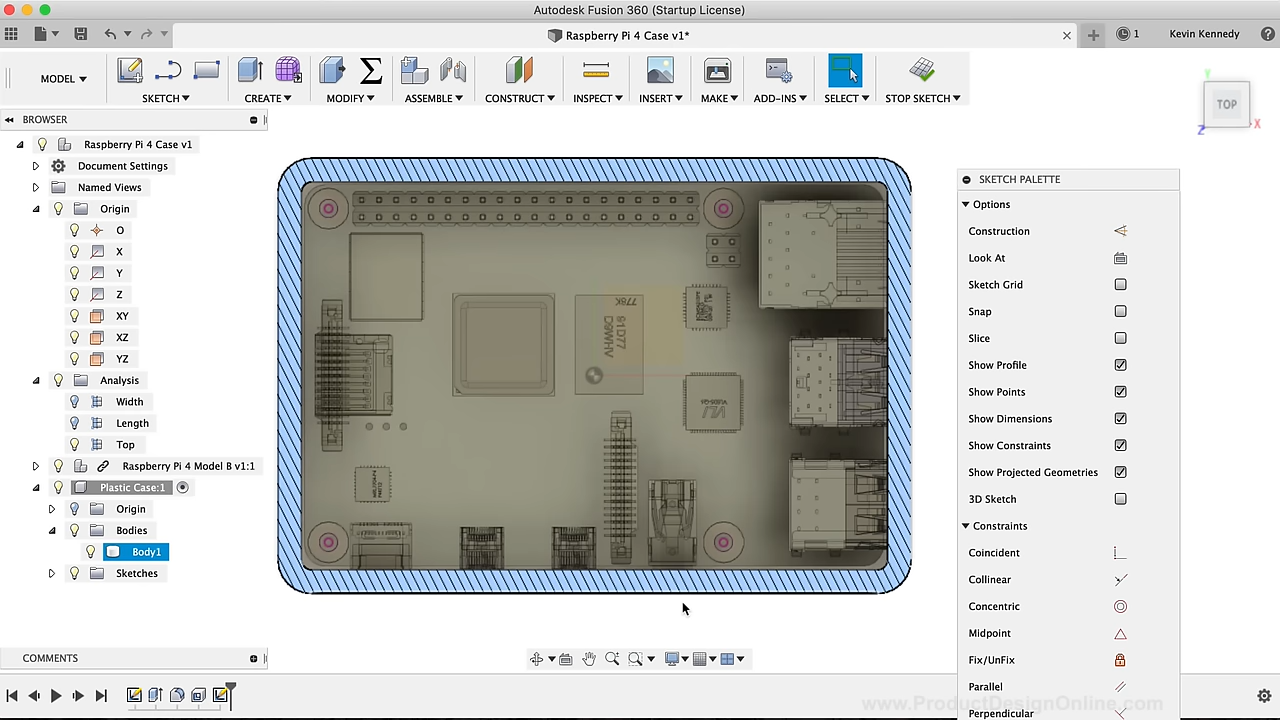 Autodesk Fusion 360 (Startup License)
Raspberry Pi 4 Case v1*
1
Kevin Kennedy
MODEL
SKETCH
CREATE
MODIFY
ASSEMBLE
CONSTRUCT
INSPECT
INSERT
MAKE
ADD-INS
SELECT
STOP SKETCH
BROWSER
Raspberry Pi 4 Case v1
Document Settings
Named Views
Origin
O
X
Y
Z
XY
XZ
YZ
Analysis
Width
Length
Top
Raspberry Pi 4 Model B v1:1
Plastic Case:1
Origin
Bodies
Body1
Sketches
COMMENTS
778K
91D77
D9WHV
Y
TOP
X
Z
SKETCH PALETTE
Options
Construction
Look At
Sketch Grid
Snap
Slice
Show Profile
Show Points
Show Dimensions
Show Constraints
Show Projected Geometries
3D Sketch
Constraints
Coincident
Collinear
Concentric
Midpoint
Fix/UnFix
Parallel
Perpendicular
www.ProductDesignOnline.com